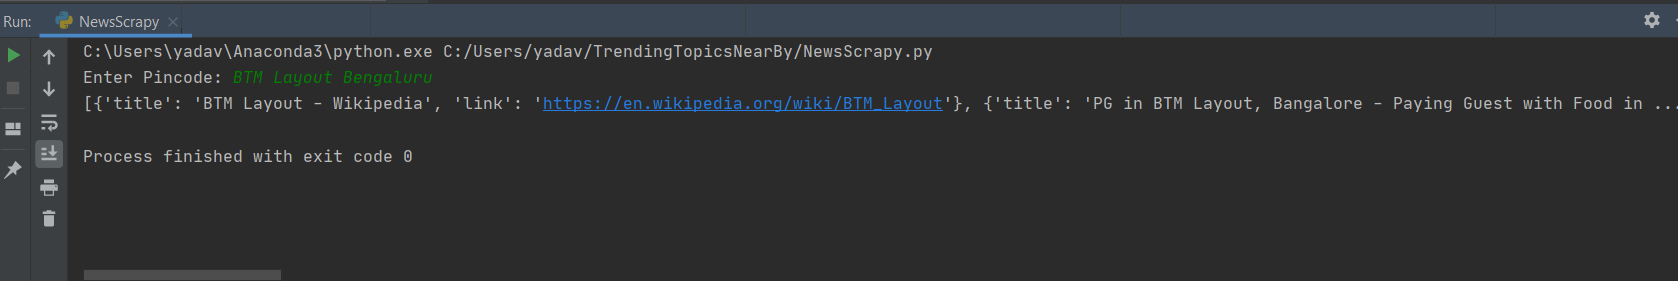 Run: NewsScrapy
C:\Users\yadav\Anaconda3\python.exe C:/Users/yadav/TrendingTopicsNearBy/NewsScrapy.py
Enter Pincode: BTM Layout Bengaluru
[{'title': 'BTM Layout - Wikipedia', 'link': 'https://en.wikipedia.org/wiki/BTM_Layout'}, {'title': 'PG in BTM Layout, Bangalore - Paying Guest with Food in ...
Process finished with exit code 0